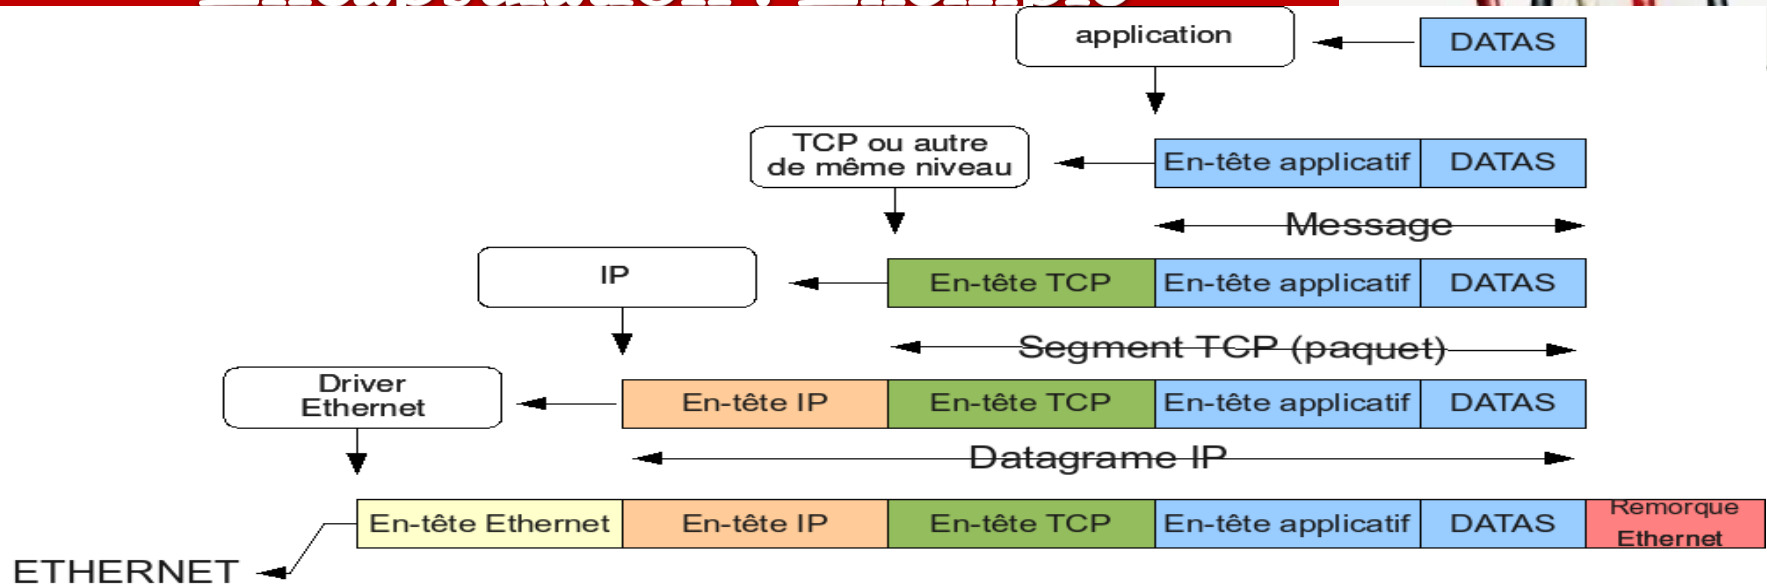 Encapsulation : Exemple
application
DATAS
TCP ou autre
de même niveau
En-tête applicatif DATAS
Message
IP
En-tête TCP En-tête applicatif DATAS
Segment TCP (paquet)
Driver
Ethernet
En-tête IP En-tête TCP En-tête applicatif DATAS
Datagrame IP
En-tête Ethernet En-tête IP En-tête TCP En-tête applicatif DATAS Remorque
Ethernet
ETHERNET